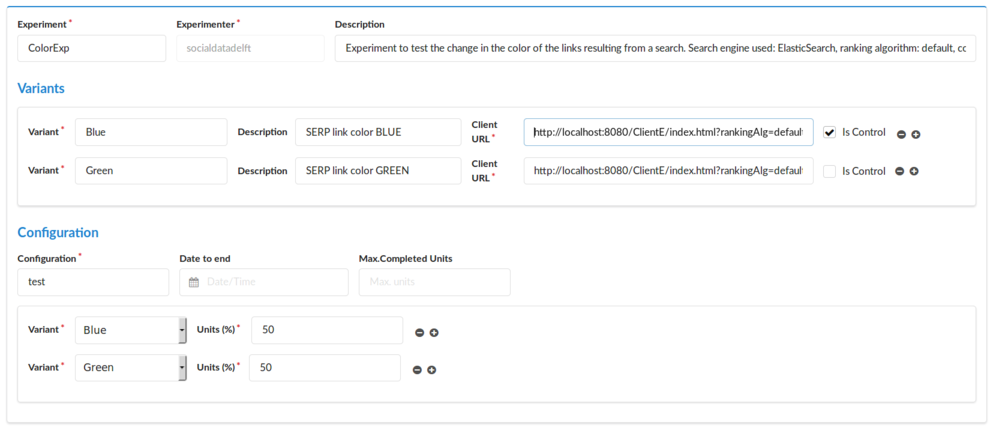 Experiment * Experimenter * Description
ColorExp socialdatadelft Experiment to test the change in the color of the links resulting from a search. Search engine used: ElasticSearch, ranking algorithm: default, cc
Variants
Variant * Blue Description SERP link color BLUE Client URL * http://localhost:8080/ClientE/index.html?rankingAlg=defaul Is Control
Variant * Green Description SERP link color GREEN Client URL * http://localhost:8080/ClientE/index.html?rankingAlg=defaul Is Control
Configuration
Configuration * Date to end Max.Completed Units
test Date/Time Max. units
Variant * Blue Units (%) * 50
Variant * Green Units (%) * 50